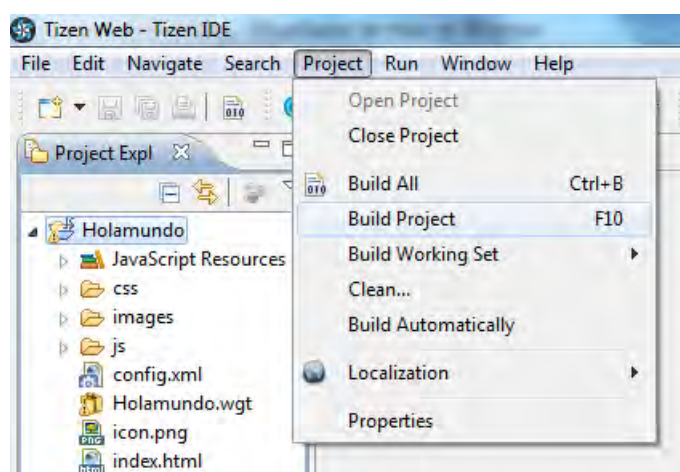 Tizen Web - Tizen IDE
File Edit Navigate Search Project Run Window Help
Open Project
Close Project
Project Expl
Build All Ctrl+B
Build Project F10
Build Working Set
Clean...
Build Automatically
Localization
Properties
Holamundo
JavaScript Resources
css
images
js
config.xml
Holamundo.wgt
icon.png
index.html